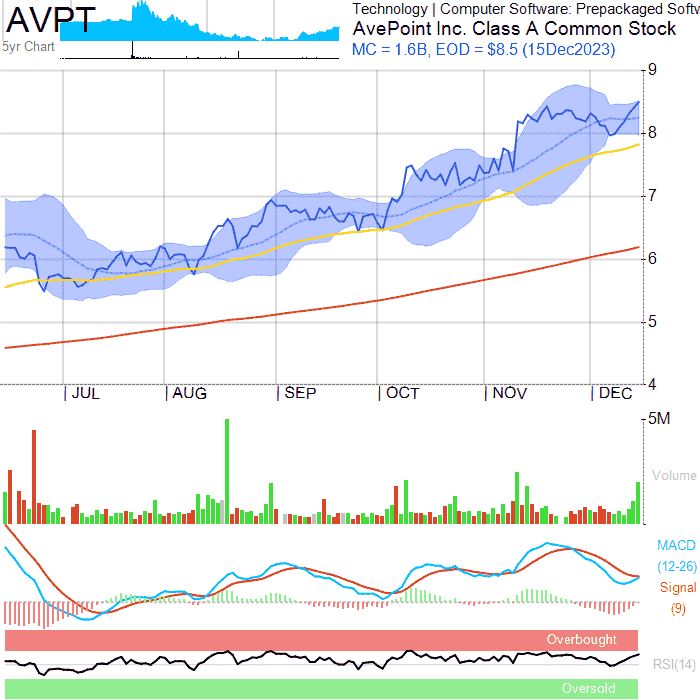 AVPT
5yr Chart
Technology | Computer Software: Prepackaged Softw
AvePoint Inc. Class A Common Stock
MC = 1.6B, EOD = $8.5 (15Dec2023)
9
8
7
6
5
4
JUL AUG SEP OCT NOV DEC
5M
Volume
MACD
(12-26)
Signal
(9)
Overbought
RSI(14)
Oversold